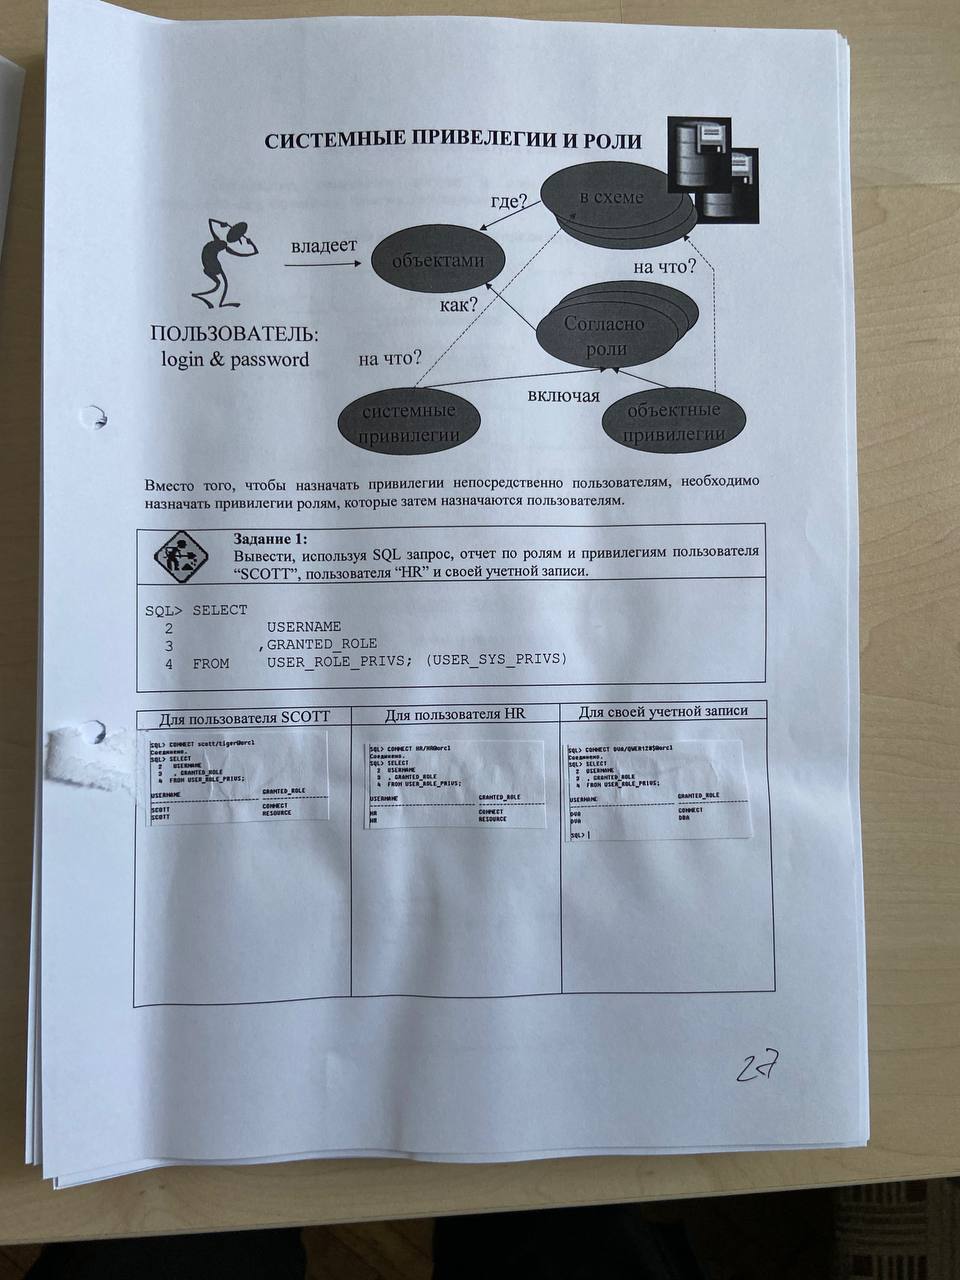 СИСТЕМНЫЕ ПРИВЕЛЕГИИ И РОЛИ
в схеме
где?
владеет
объектами
на что?
как?
Согласно
роли
ПОЛЬЗОВАТЕЛЬ:
login & password
на что?
включая
системные
привилегии
объектные
привилегии
Вместо того, чтобы назначать привилегии непосредственно пользователям, необходимо
назначать привилегии ролям, которые затем назначаются пользователям.
Задание 1:
Вывести, используя SQL запрос, отчет по ролям и привилегиям пользователя
“SCOTT”, пользователя “HR” и своей учетной записи.
SQL> SELECT
2 USERNAME
3 ,GRANTED_ROLE
4 FROM USER_ROLE_PRIVS; (USER_SYS_PRIVS)
Для пользователя SCOTT
SQL> CONNECT scott/tiger@orcl
Соединено.
SQL> SELECT
2 USERNAME
3 , GRANTED_ROLE
4 FROM USER_ROLE_PRIVS;
USERNAME GRANTED_ROLE
SCOTT CONNECT
SCOTT RESOURCE
Для пользователя HR
SQL> CONNECT HR/HR@orcl
Соединено.
SQL> SELECT
2 USERNAME
3 , GRANTED_ROLE
4 FROM USER_ROLE_PRIVS;
USERNAME GRANTED_ROLE
HR CONNECT
HR RESOURCE
Для своей учетной записи
SQL> CONNECT
Соединено.
SQL> SELECT
2 USERNAME
3 , GRANTED_ROLE
4 FROM USER_ROLE_PRIVS;
USERNAME GRANTED_ROLE
DVA CONNECT
DVA DBA
SQL>
27